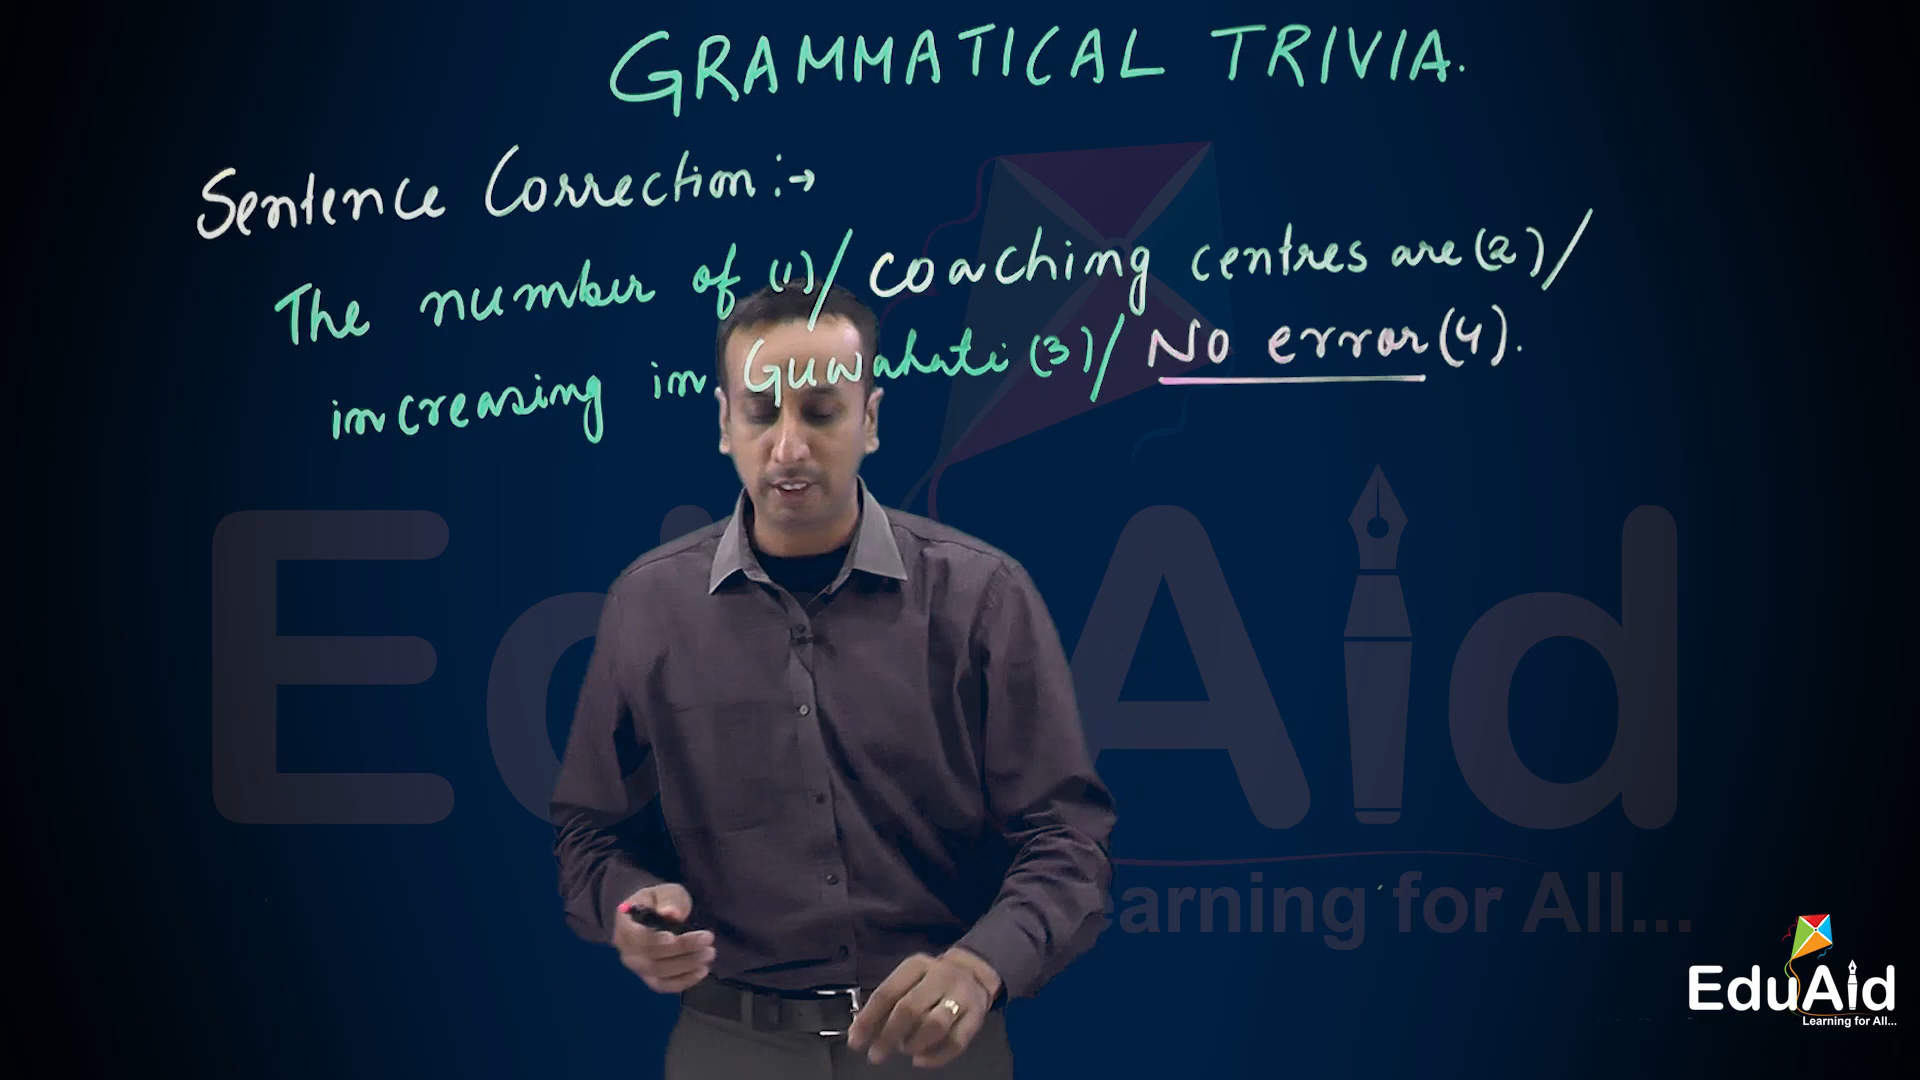 GRAMMATICAL TRIVIA.
Sentence Correction :→
The number of (1)/ coaching centres are (2)/
increasing in Guwahati (3)/ No error (4).
EduAid
Learning for All...
EduAid
Learning for All...